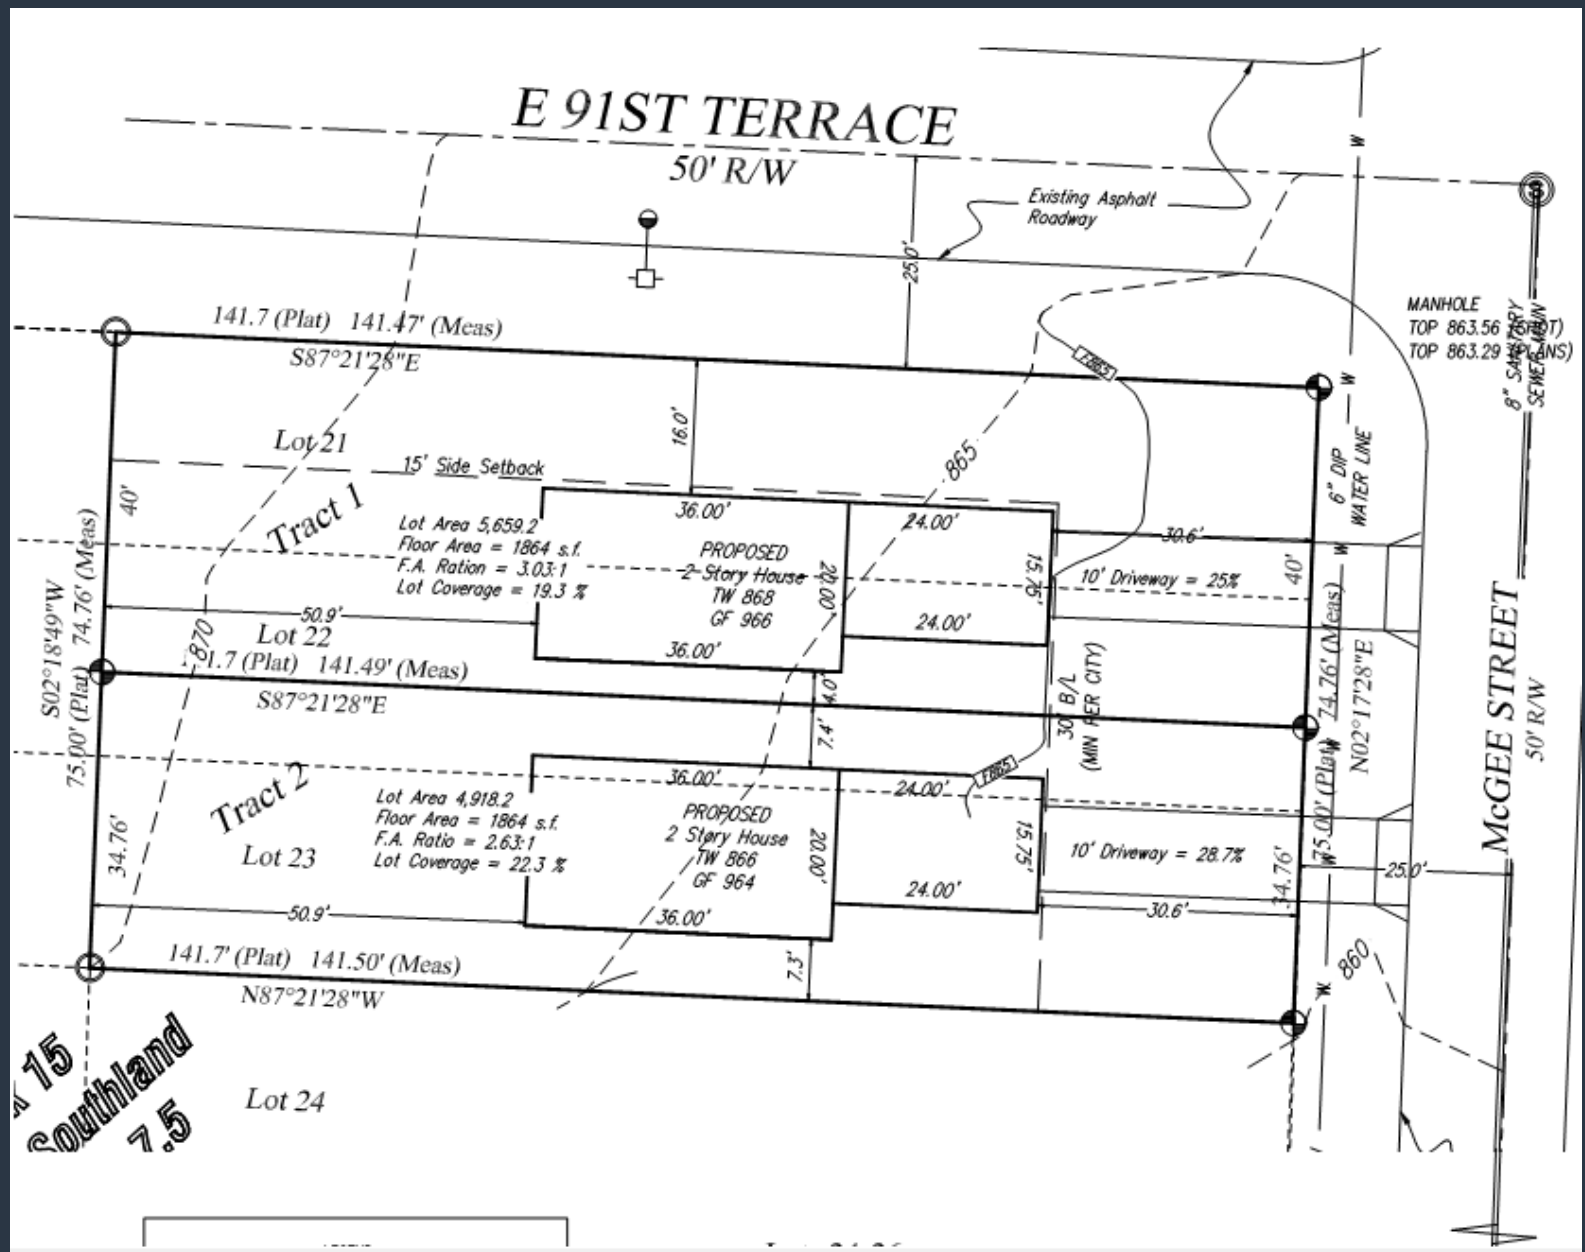 E 91ST TERRACE
50' R/W
Existing Asphalt
Roadway
25.0'
MANHOLE
TOP 863.56 (SPOT)
TOP 863.29 (PLANS)
8" SANITARY
SEWER MAIN
141.7 (Plat) 141.47' (Meas)
S87°21'28"E
F865
W
W
W
W
W
W
6" DIP
WATER LINE
Lot 21
16.0'
15' Side Setback
865
40'
Tract 1
Lot Area 5,659.2
Floor Area = 1864 s.f.
F.A. Ration = 3.03:1
Lot Coverage = 19.3 %
36.00'
PROPOSED
2 Story House
TW 868
GF 966
20.00'
36.00'
24.00'
15.75'
24.00'
30.6'
10' Driveway = 25%
40'
50.9'
Lot 22
870
1.7 (Plat) 141.49' (Meas)
S87°21'28"E
S02°18'49"W
75.00' (Plat) 74.76' (Meas)
4.0'
7.4'
30' B/L
(MIN PER CITY)
75.00' (Plat) 74.76' (Meas)
N02°17'28"E
McGEE STREET
50' R/W
F865
Tract 2
Lot 23
34.76'
Lot Area 4,918.2
Floor Area = 1864 s.f.
F.A. Ratio = 2.63:1
Lot Coverage = 22.3 %
36.00'
PROPOSED
2 Story House
TW 866
GF 964
20.00'
36.00'
24.00'
15.75'
24.00'
10' Driveway = 28.7%
34.76'
25.0'
30.6'
50.9'
141.7' (Plat) 141.50' (Meas)
N87°21'28"W
7.3'
860
15
Southland
7.5
Lot 24